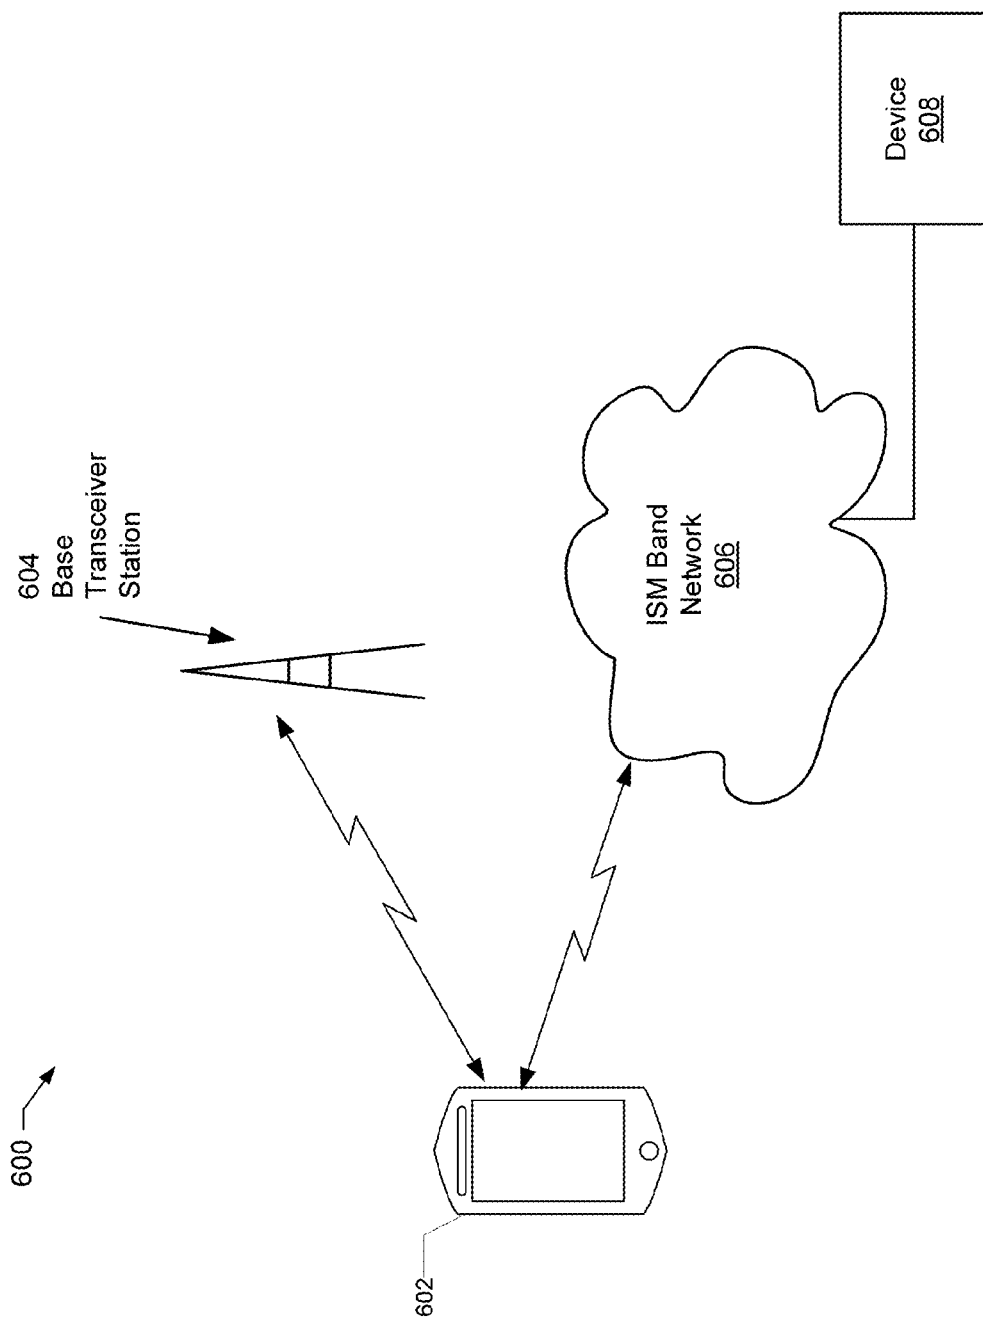 600
604
Base
Transceiver
Station
602
ISM Band
Network
606
Device
608